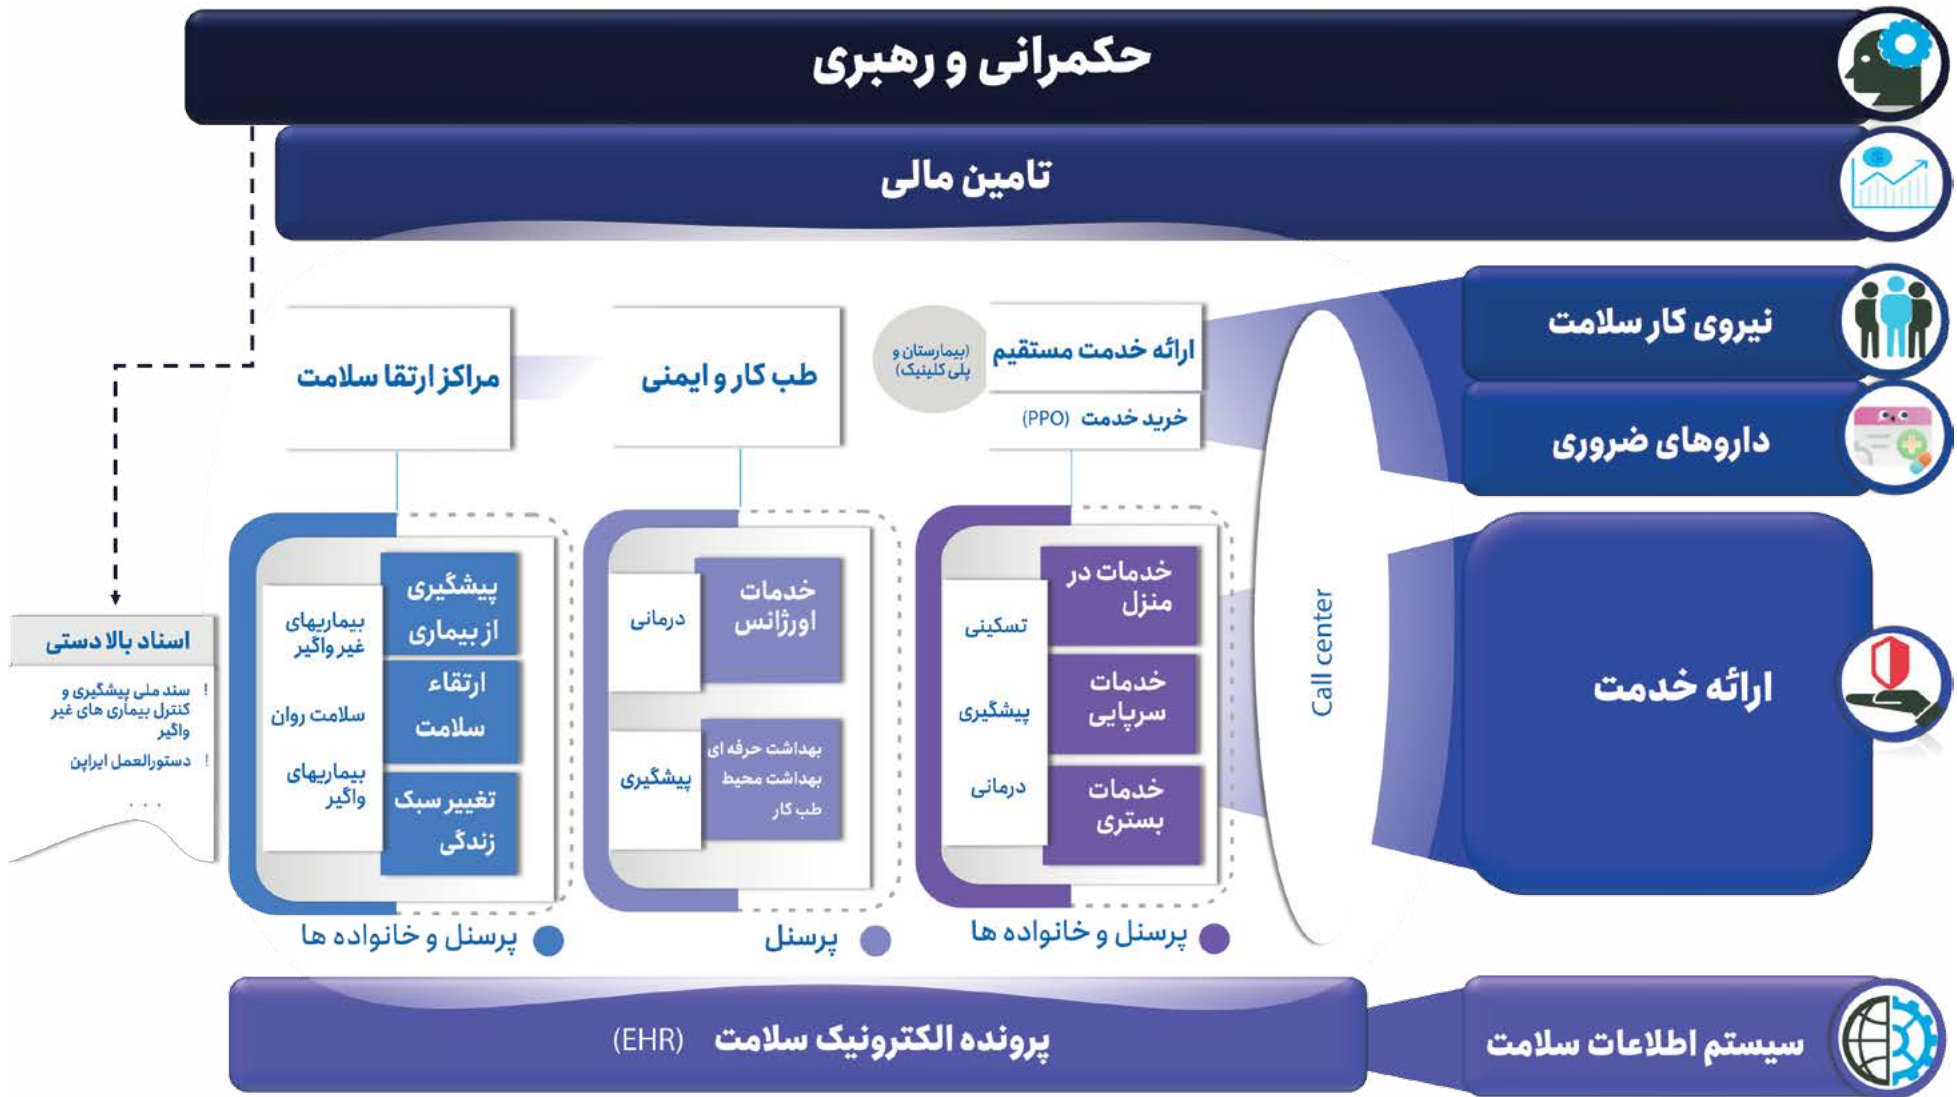 حکمرانی و رهبری
تامین مالی
نیروی کار سلامت
داروهای ضروری
ارائه خدمت
Call center
ارائه خدمت مستقیم
(بیمارستان و
پلی کلینیک)
خرید خدمت (PPO)
خدمات در
منزل
خدمات
سرپایی
خدمات
بستری
تسکینی
پیشگیری
درمانی
پرسنل و خانواده ها
طب کار و ایمنی
خدمات
اورژانس
درمانی
بهداشت حرفه ای
بهداشت محیط
طب کار
پیشگیری
پرسنل
مراکز ارتقا سلامت
پیشگیری
از بیماری
ارتقاء
سلامت
تغییر سبک
زندگی
بیماریهای
غیر واگیر
سلامت روان
بیماریهای
واگیر
پرسنل و خانواده ها
اسناد بالا دستی
! سند ملی پیشگیری و
کنترل بیماری های غیر
واگیر
! دستورالعمل ایراپن
. . .
سیستم اطلاعات سلامت
پرونده الکترونیک سلامت (EHR)